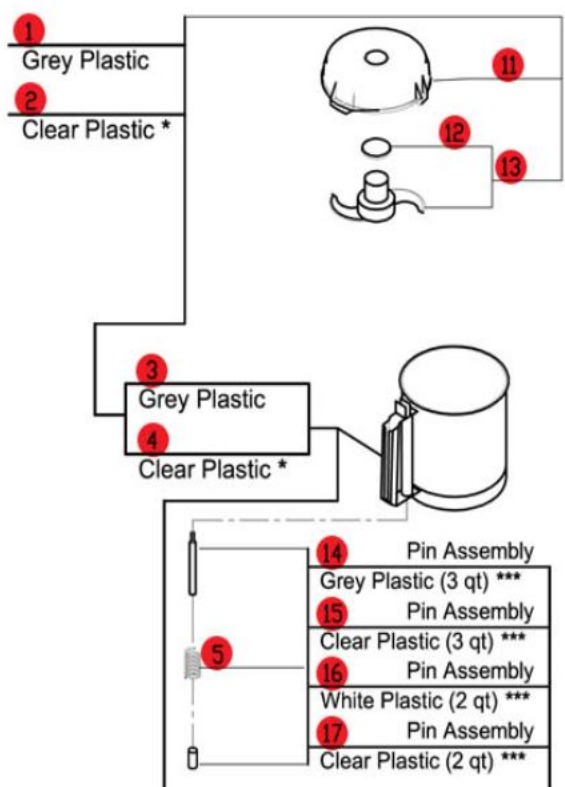 1
Grey Plastic
2
Clear Plastic *
11
12
13
3
Grey Plastic
4
Clear Plastic *
14 Pin Assembly
Grey Plastic (3 qt) ***
15 Pin Assembly
Clear Plastic (3 qt) ***
5
16 Pin Assembly
White Plastic (2 qt) ***
17 Pin Assembly
Clear Plastic (2 qt) ***